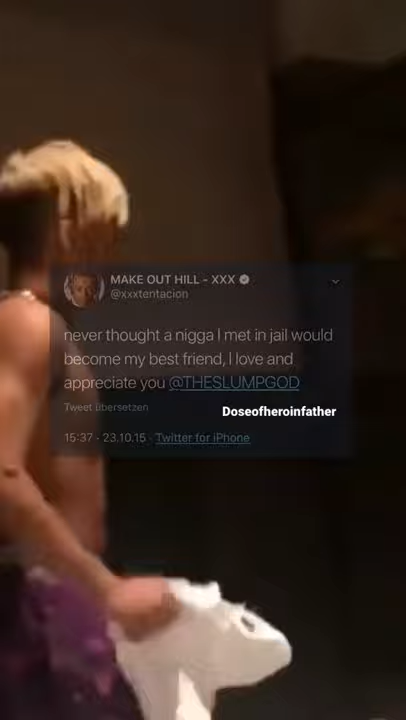 MAKE OUT HILL - XXX
@xxxtentacion
never thought a nigga I met in jail would
become my best friend, I love and
appreciate you @THESLUMPGOD
Tweet übersetzen
Doseofheroinfather
15:37 - 23.10.15 · Twitter for iPhone